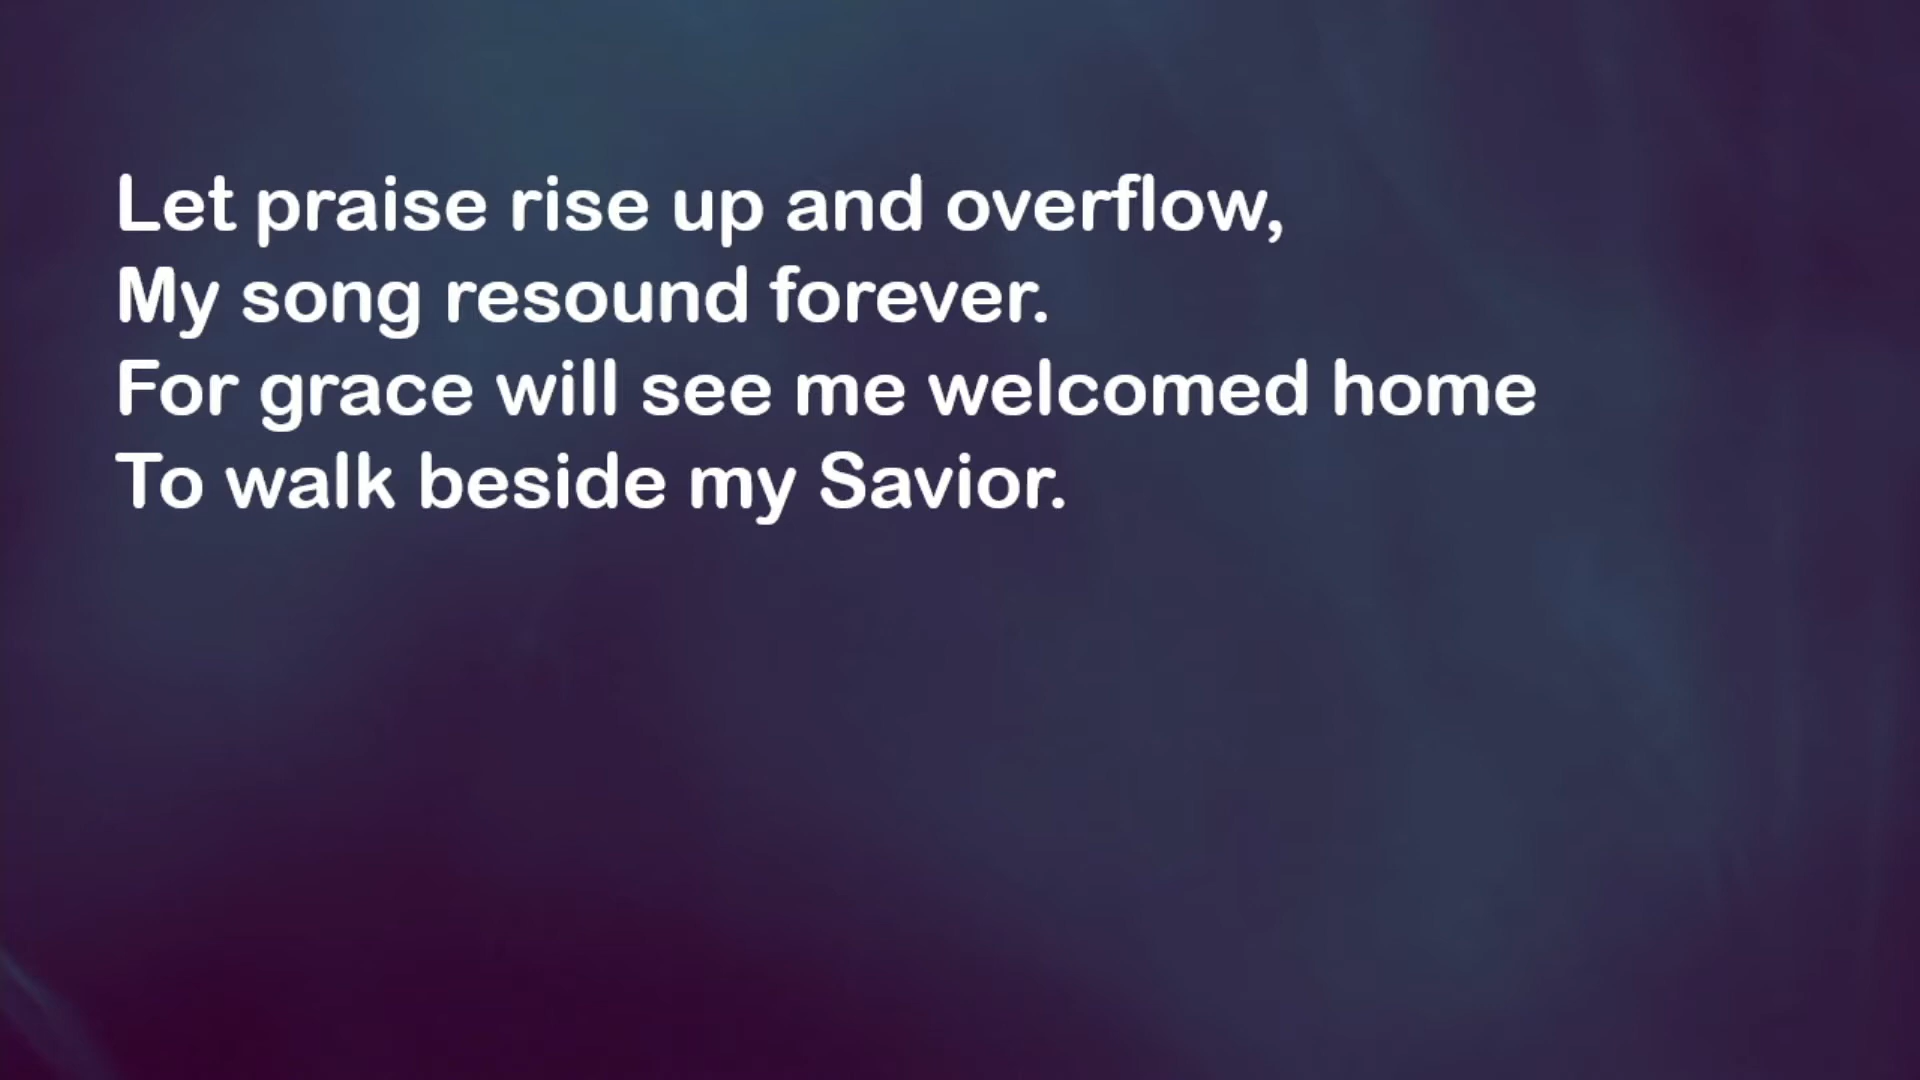 Let praise rise up and overflow,
My song resound forever.
For grace will see me welcomed home
To walk beside my Savior.